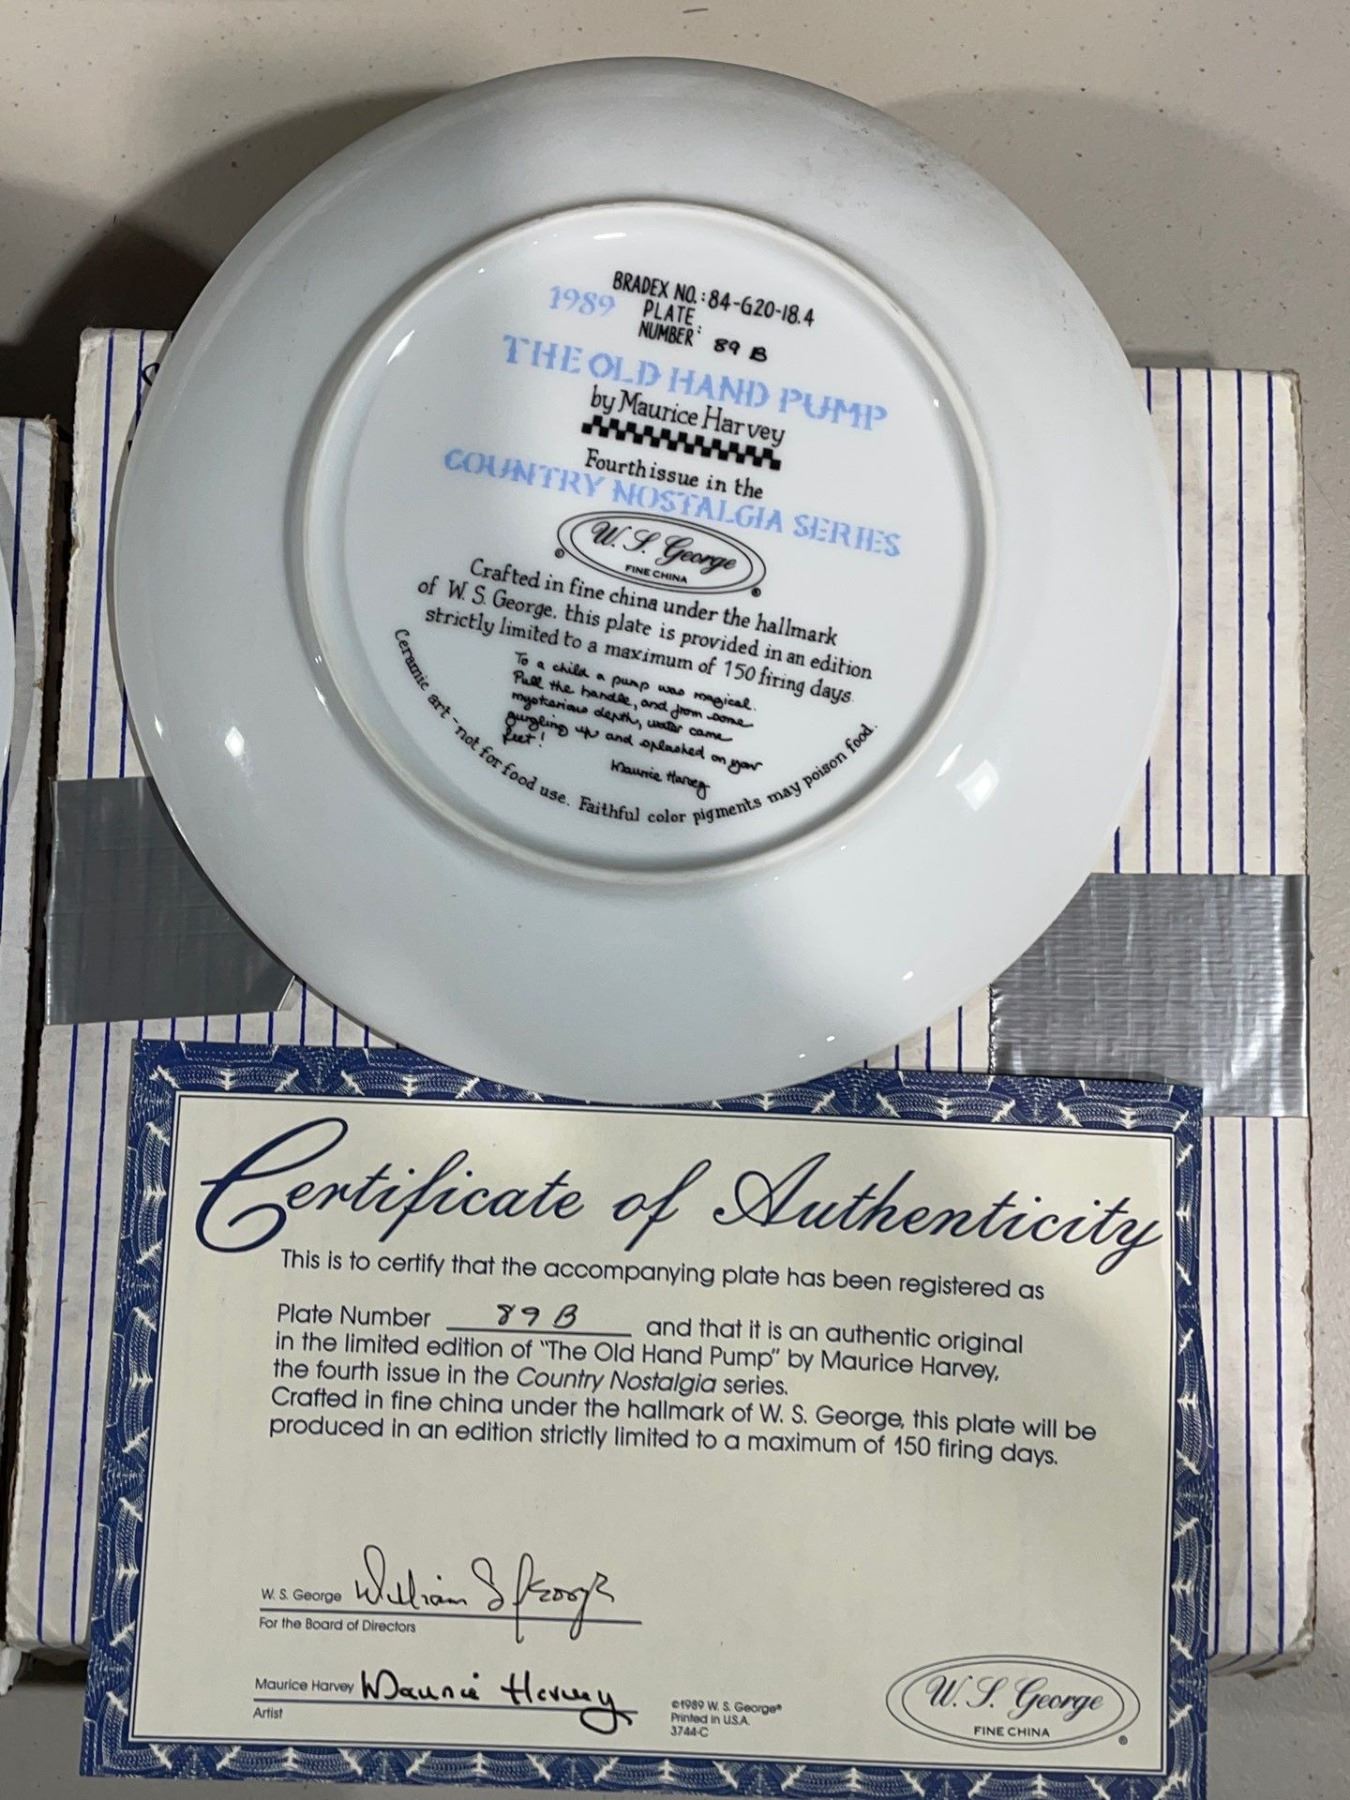 BRADEX NO.: 84-G20-18.4
1989 PLATE
NUMBER: 89 B
THE OLD HAND PUMP
by Maurice Harvey
Fourth issue in the
COUNTRY NOSTALGIA SERIES
W. S. George
FINE CHINA
® ®
Crafted in fine china under the hallmark
of W. S. George, this plate is provided in an edition
strictly limited to a maximum of 150 firing days.
To a child a pump was magical.
Pull the handle, and from some
mysterious depth, water came
gurgling up and splashed on your
feet!
Maurice Harvey
Ceramic art - not for food use. Faithful color pigments may poison food.
Certificate of Authenticity
This is to certify that the accompanying plate has been registered as
Plate Number 89 B and that it is an authentic original
in the limited edition of "The Old Hand Pump" by Maurice Harvey,
the fourth issue in the Country Nostalgia series.
Crafted in fine china under the hallmark of W. S. George, this plate will be
produced in an edition strictly limited to a maximum of 150 firing days.
W. S. George William S George
For the Board of Directors
Maurice Harvey Maurice Harvey
Artist
©1989 W. S. George®
Printed in U.S.A.
3744-C
W. S. George
FINE CHINA
®